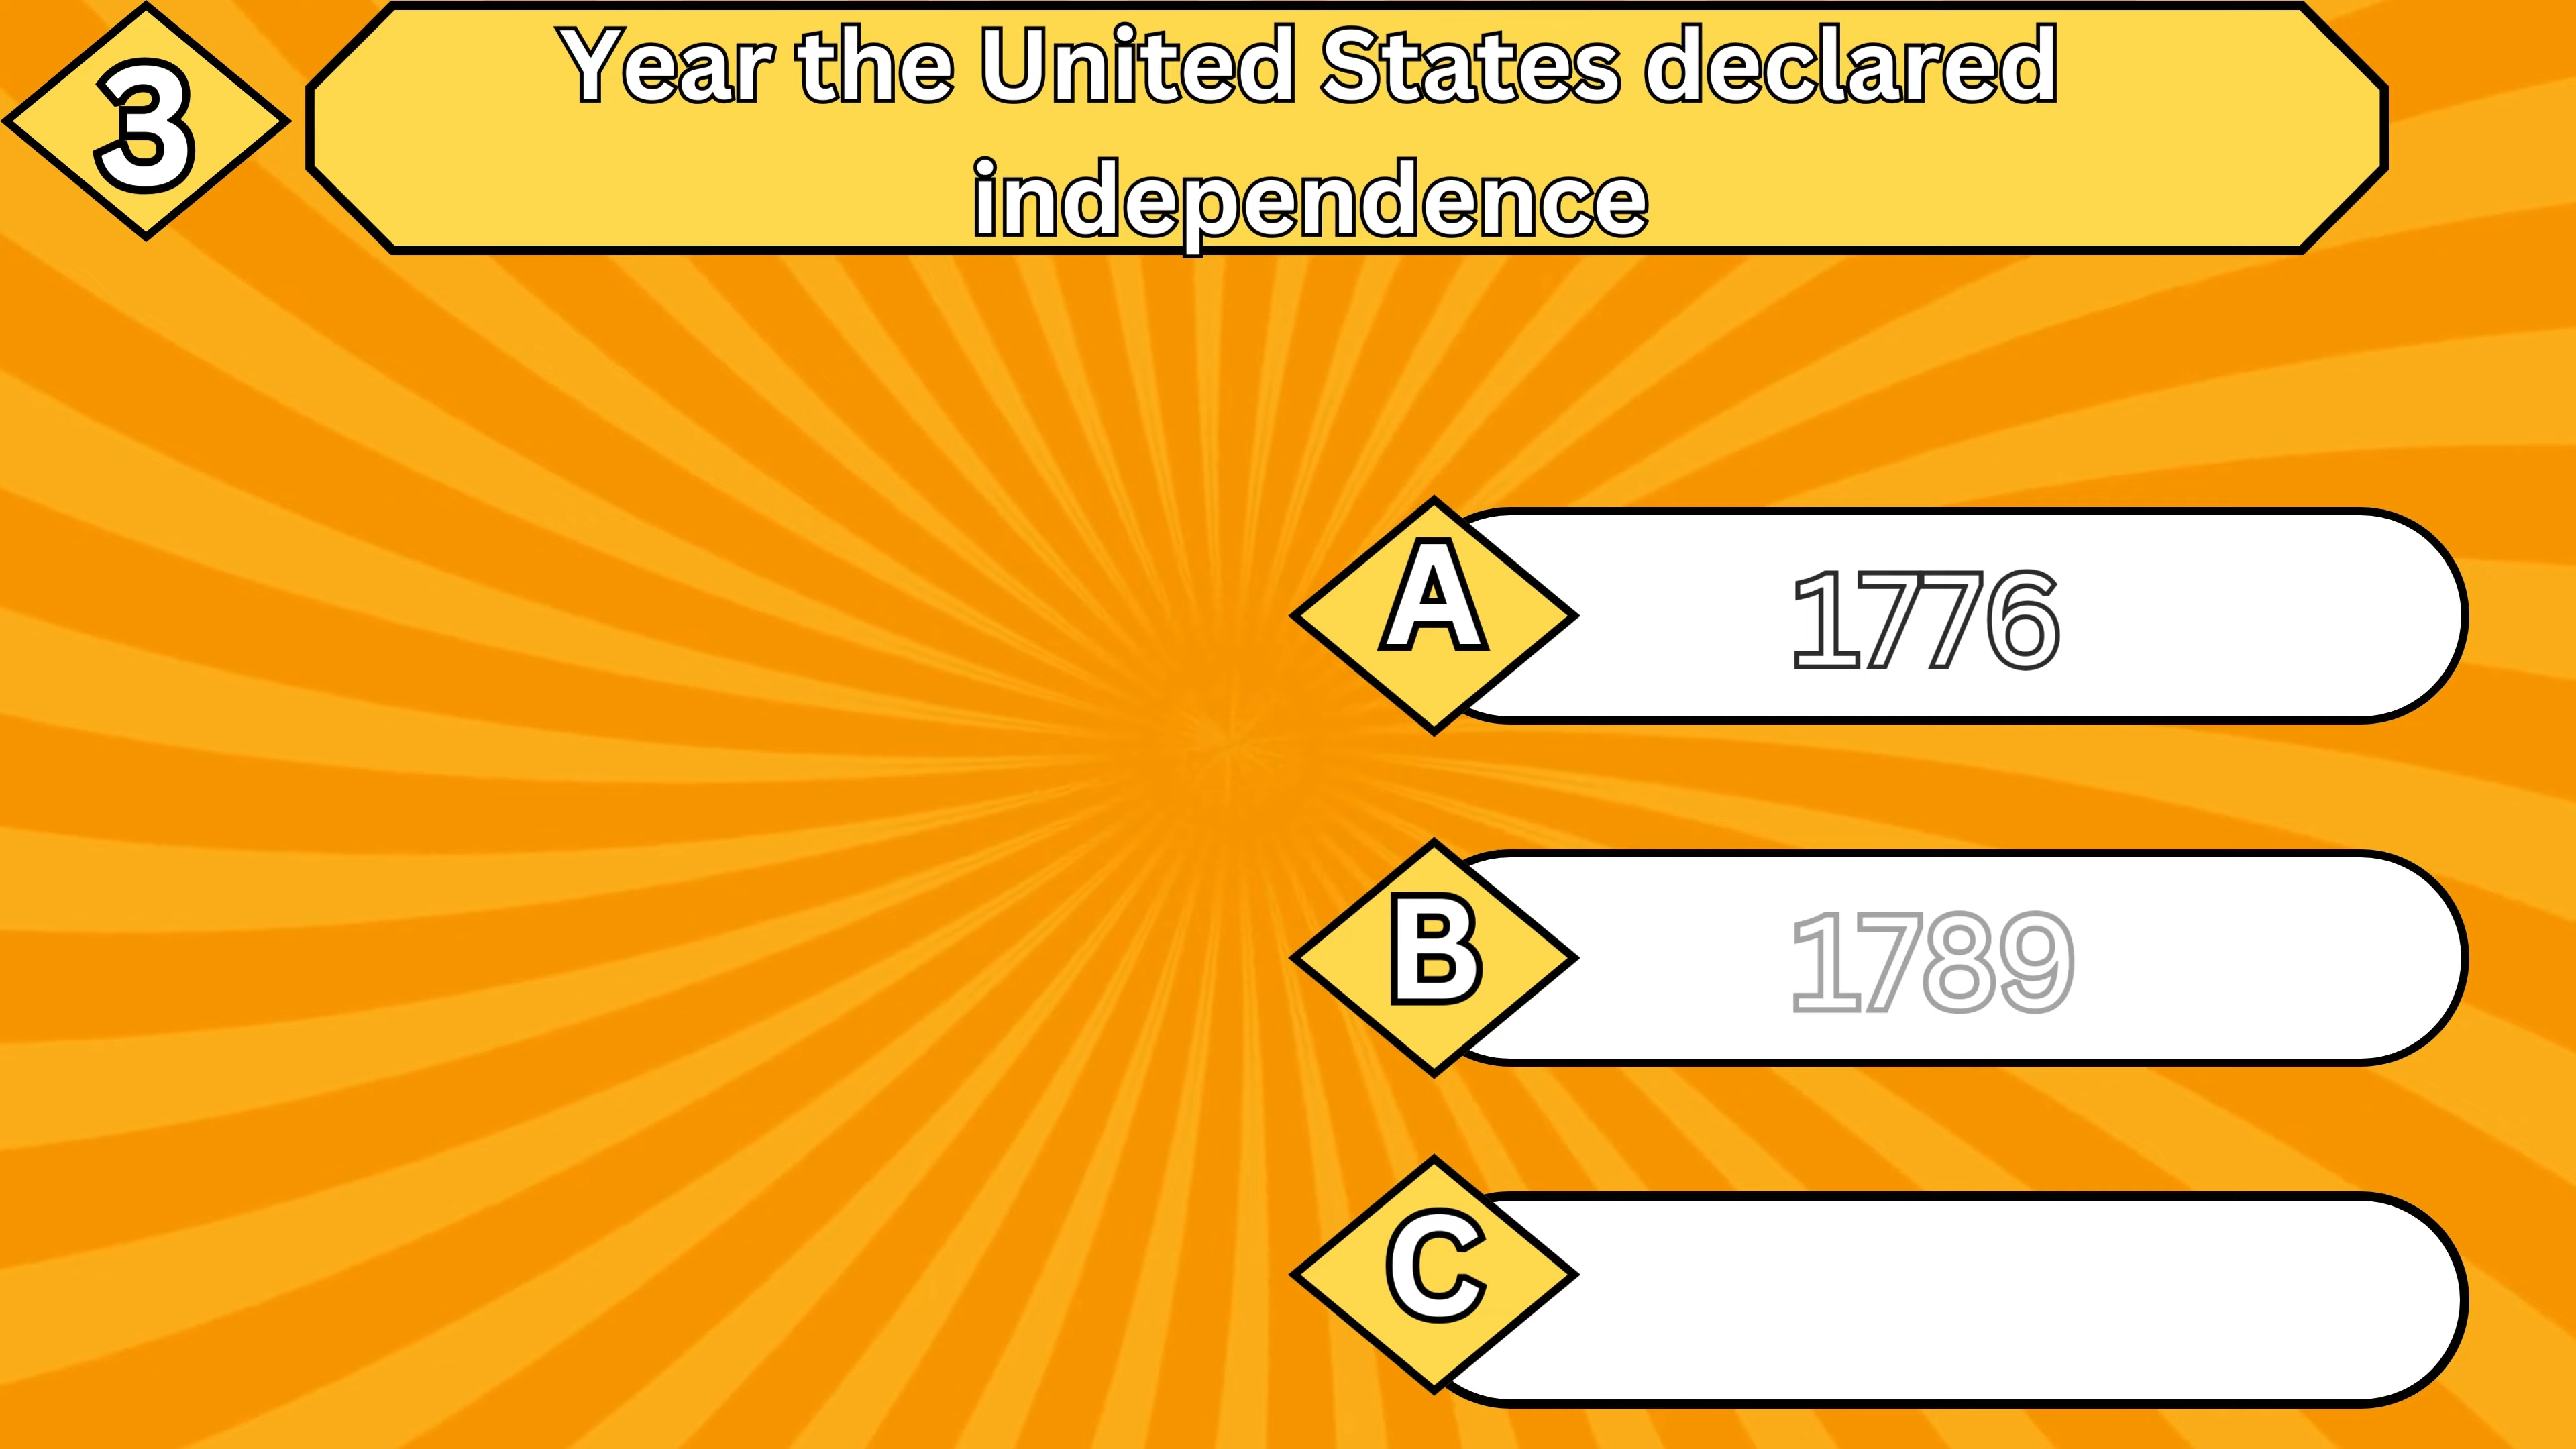 3
Year the United States declared
independence
A
1776
B
1789
C